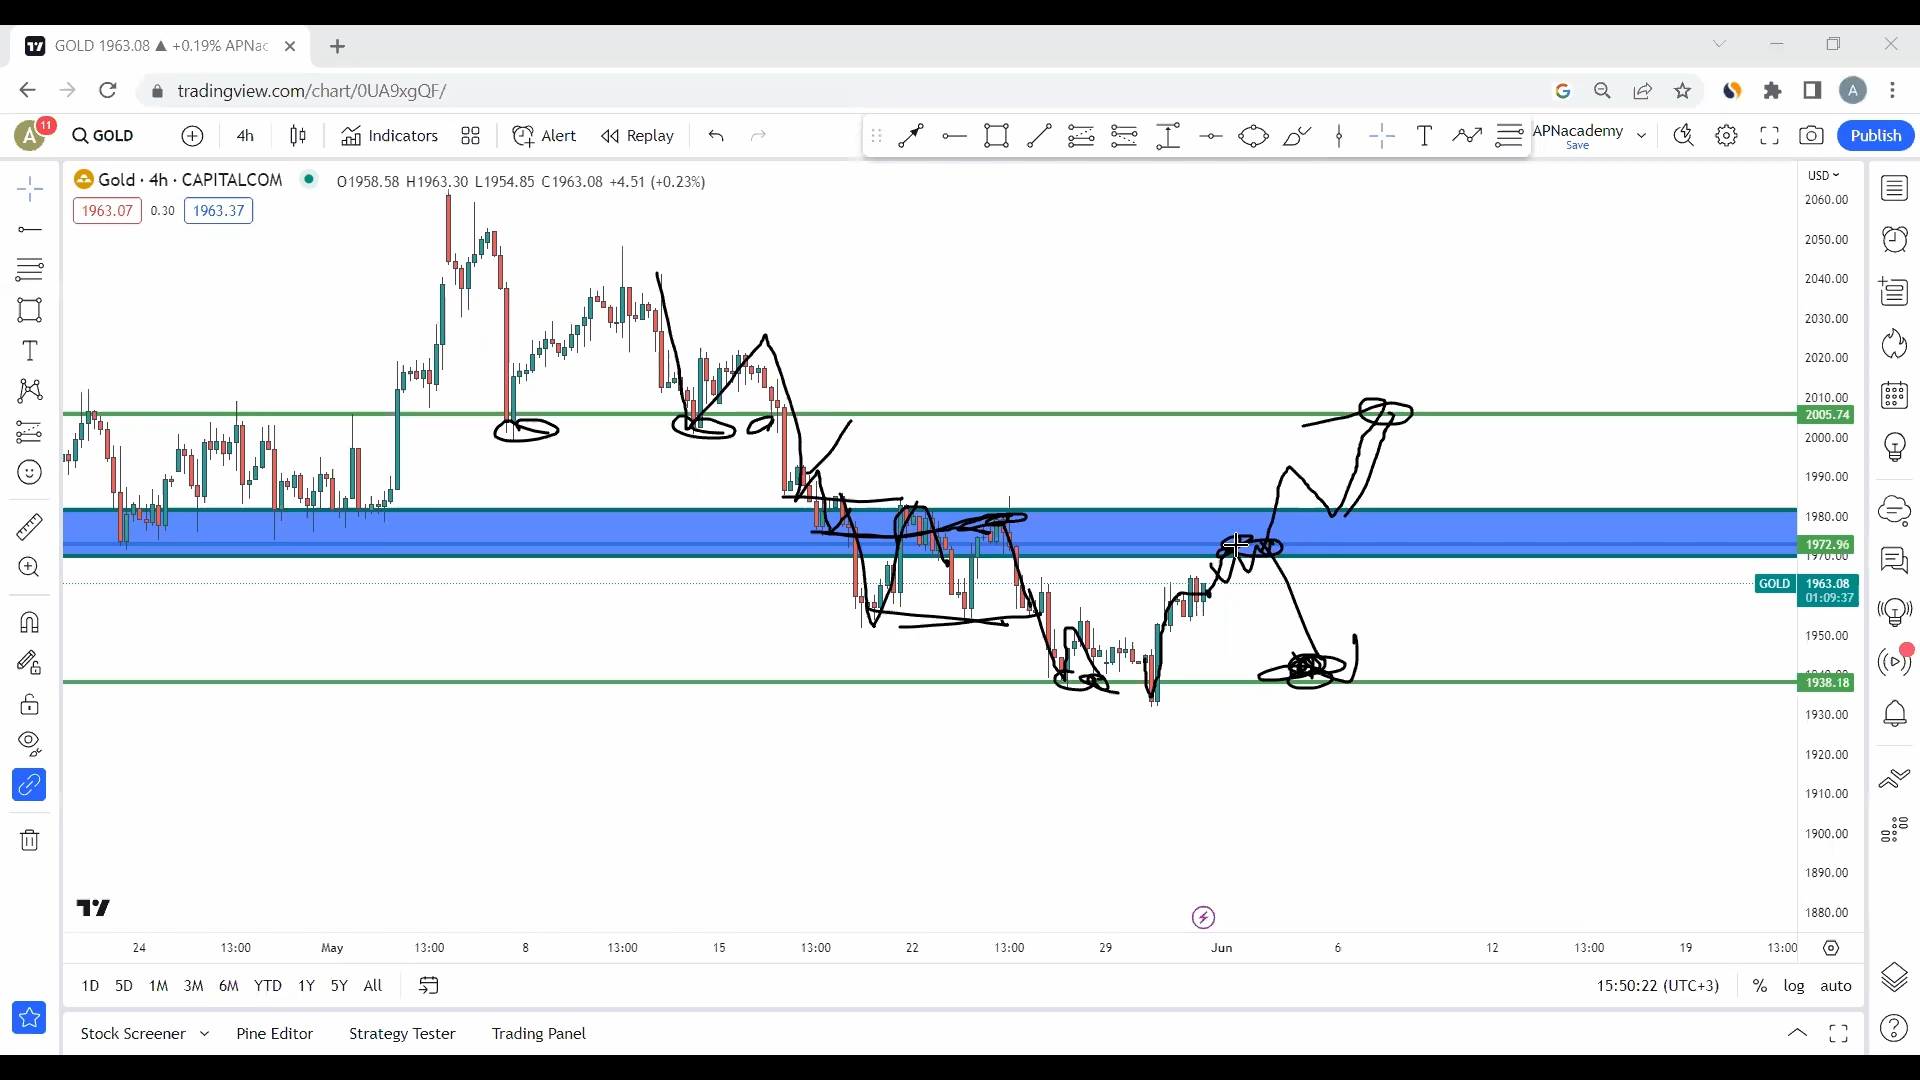 GOLD 1963.08 ▲ +0.19% APNac
tradingview.com/chart/0UA9xgQF/
A
A 11 GOLD 4h Indicators Alert Replay T APNacademy Save Publish
Gold · 4h · CAPITALCOM O1958.58 H1963.30 L1954.85 C1963.08 +4.51 (+0.23%)
USD
1963.07 0.30 1963.37
2060.00
2050.00
2040.00
2030.00
2020.00
2010.00
2005.74
2000.00
1990.00
1980.00
1972.96
1970.00
GOLD 1963.08
01:09:37
1950.00
1940.00
1938.18
1930.00
1920.00
1910.00
1900.00
1890.00
1880.00
24 13:00 May 13:00 8 13:00 15 13:00 22 13:00 29 Jun 6 12 13:00 19 13:00
1D 5D 1M 3M 6M YTD 1Y 5Y All 15:50:22 (UTC+3) % log auto
Stock Screener Pine Editor Strategy Tester Trading Panel